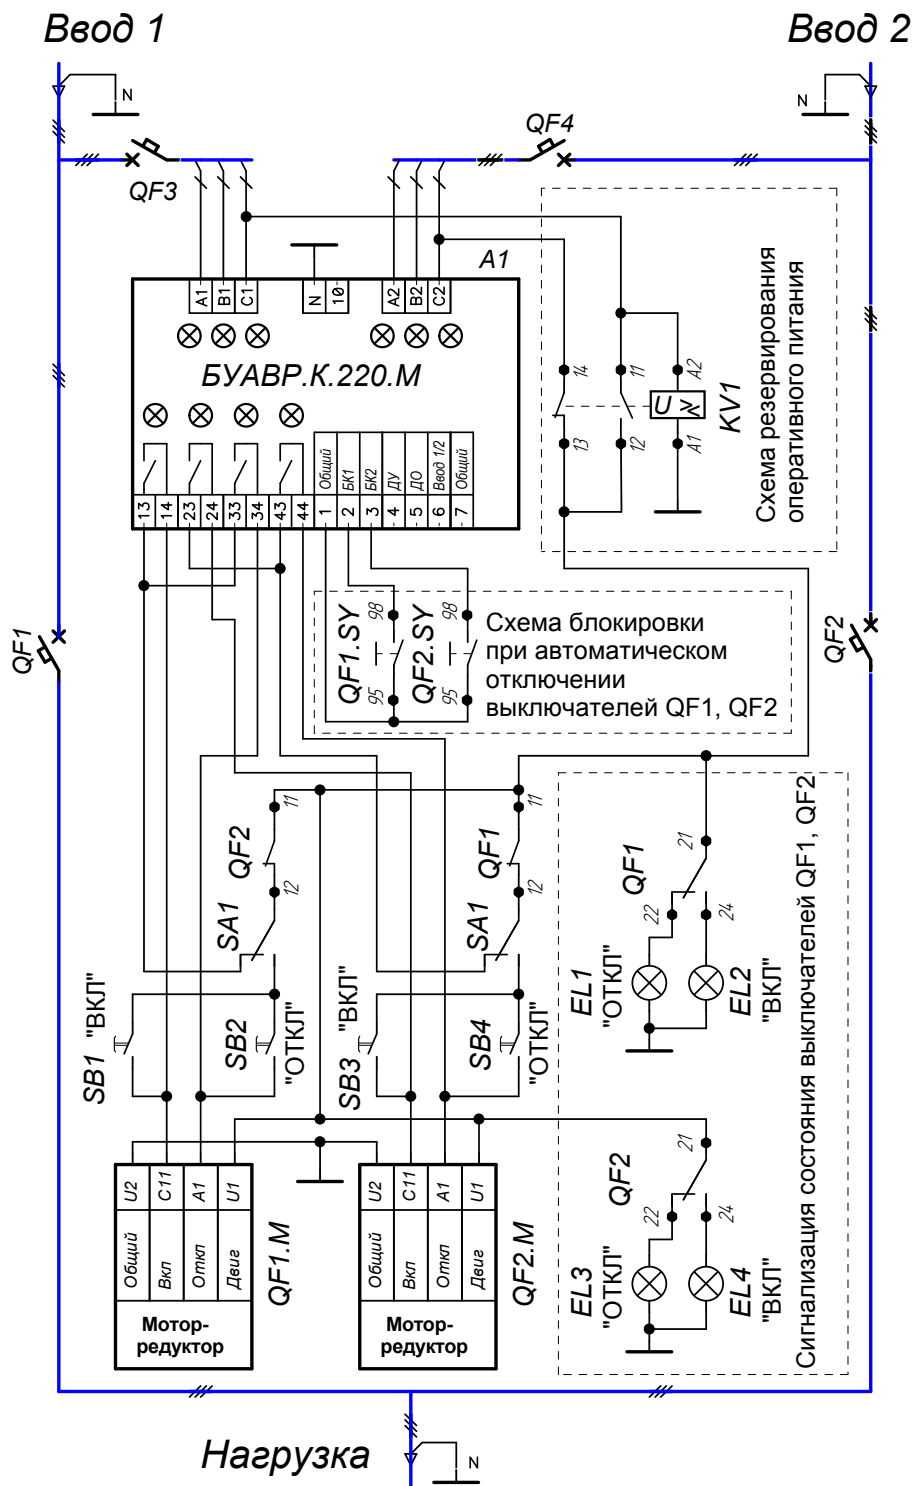 Ввод 1
Ввод 2
N
N
QF3
QF4
A1
A1
B1
C1
N
10
A2
B2
C2
БУАВР.К.220.М
14
11
A2
U
KV1
13
12
A1
Схема резервирования
оперативного питания
Общий
БК1
БК2
ДУ
ДО
Ввод 1/2
Общий
13
14
23
24
33
34
43
44
1
2
3
4
5
6
7
QF1
QF2
QF1.SY
98
95
QF2.SY
98
95
Схема блокировки
при автоматическом
отключении
выключателей QF1, QF2
11
QF2
12
SA1
11
QF1
12
SA1
21
QF1
22
24
EL1
"ОТКЛ"
EL2
"ВКЛ"
SB1
"ВКЛ"
SB2
"ОТКЛ"
SB3
"ВКЛ"
SB4
"ОТКЛ"
21
QF2
22
24
EL3
"ОТКЛ"
EL4
"ВКЛ"
Сигнализация состояния выключателей QF1, QF2
U2
C11
A1
U1
Общий
Вкл
Откл
Двиг
Мотор-
редуктор
QF1.M
U2
C11
A1
U1
Общий
Вкл
Откл
Двиг
Мотор-
редуктор
QF2.M
Нагрузка
N